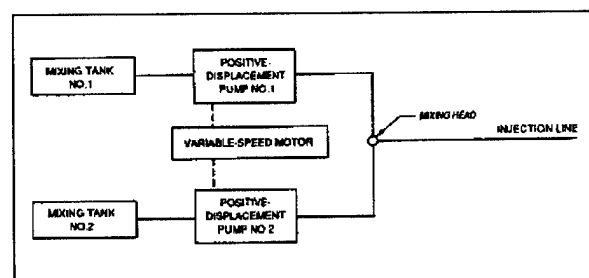 POSITIVE-
DISPLACEMENT
PUMP NO.1
MIXING TANK
NO.1
MIXING HEAD
INJECTION LINE
VARIABLE-SPEED MOTOR
POSITIVE-
DISPLACEMENT
PUMP NO 2
MIXING TANK
NO.2